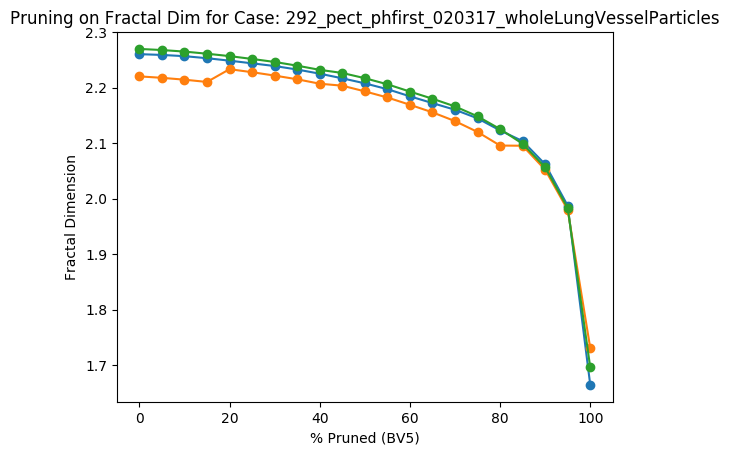 Pruning on Fractal Dim for Case: 292_pect_phfirst_020317_wholeLungVesselParticles
2.3
2.2
2.1
2.0
1.9
1.8
1.7
Fractal Dimension
0 20 40 60 80 100
% Pruned (BV5)